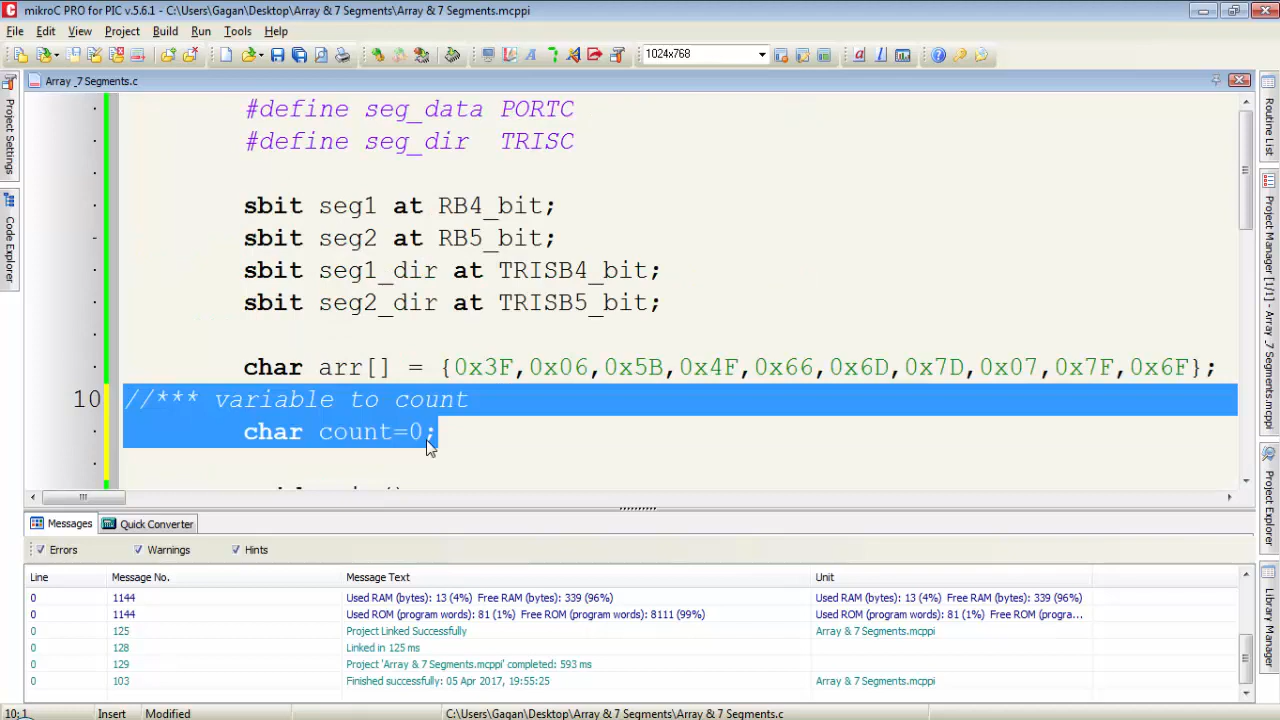 mikroC PRO for PIC v.5.6.1 - C:\Users\Gagan\Desktop\Array & 7 Segments\Array & 7 Segments.mcppi
File Edit View Project Build Run Tools Help
1024x768
Array _7 Segments.c
#define seg_data PORTC
#define seg_dir TRISC
sbit seg1 at RB4_bit;
sbit seg2 at RB5_bit;
sbit seg1_dir at TRISB4_bit;
sbit seg2_dir at TRISB5_bit;
char arr[] = {0x3F,0x06,0x5B,0x4F,0x66,0x6D,0x7D,0x07,0x7F,0x6F};
10 //*** variable to count
char count=0;
Project Settings
Code Explorer
Routine List
Project Manager [1/1] - Array _7 Segments.mcppi
Project Explorer
Library Manager
Messages Quick Converter
Errors Warnings Hints
Line Message No. Message Text Unit
0 1144 Used RAM (bytes): 13 (4%) Free RAM (bytes): 339 (96%) Used RAM (bytes): 13 (4%) Free RAM (bytes): 339 (96%)
0 1144 Used ROM (program words): 81 (1%) Free ROM (program words): 8111 (99%) Used ROM (program words): 81 (1%) Free ROM (progra...
0 125 Project Linked Successfully Array & 7 Segments.mcppi
0 128 Linked in 125 ms
0 129 Project 'Array & 7 Segments.mcppi' completed: 593 ms
0 103 Finished successfully: 05 Apr 2017, 19:55:25 Array & 7 Segments.mcppi
10:1 Insert Modified C:\Users\Gagan\Desktop\Array & 7 Segments\Array & 7 Segments.c